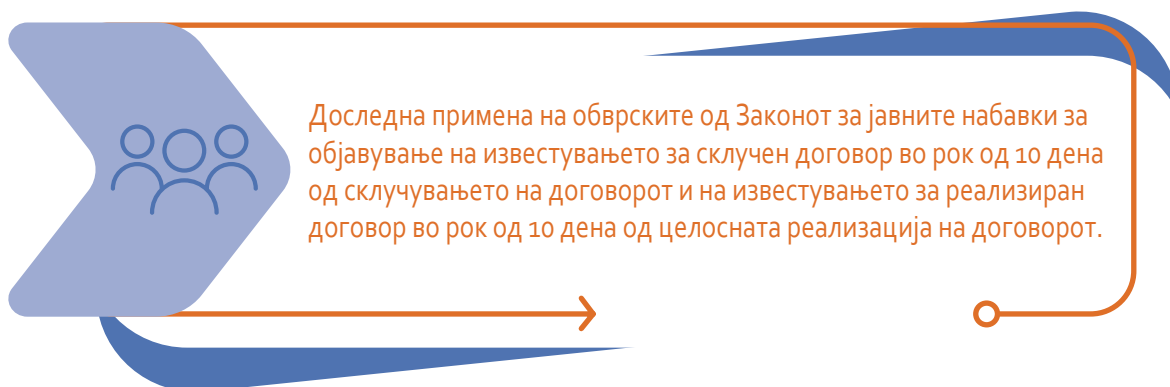 Доследна примена на обврските од Законот за јавните набавки за
објавување на известувањето за склучен договор во рок од 10 дена
од склучувањето на договорот и на известувањето за реализиран
договор во рок од 10 дена од целосната реализација на договорот.